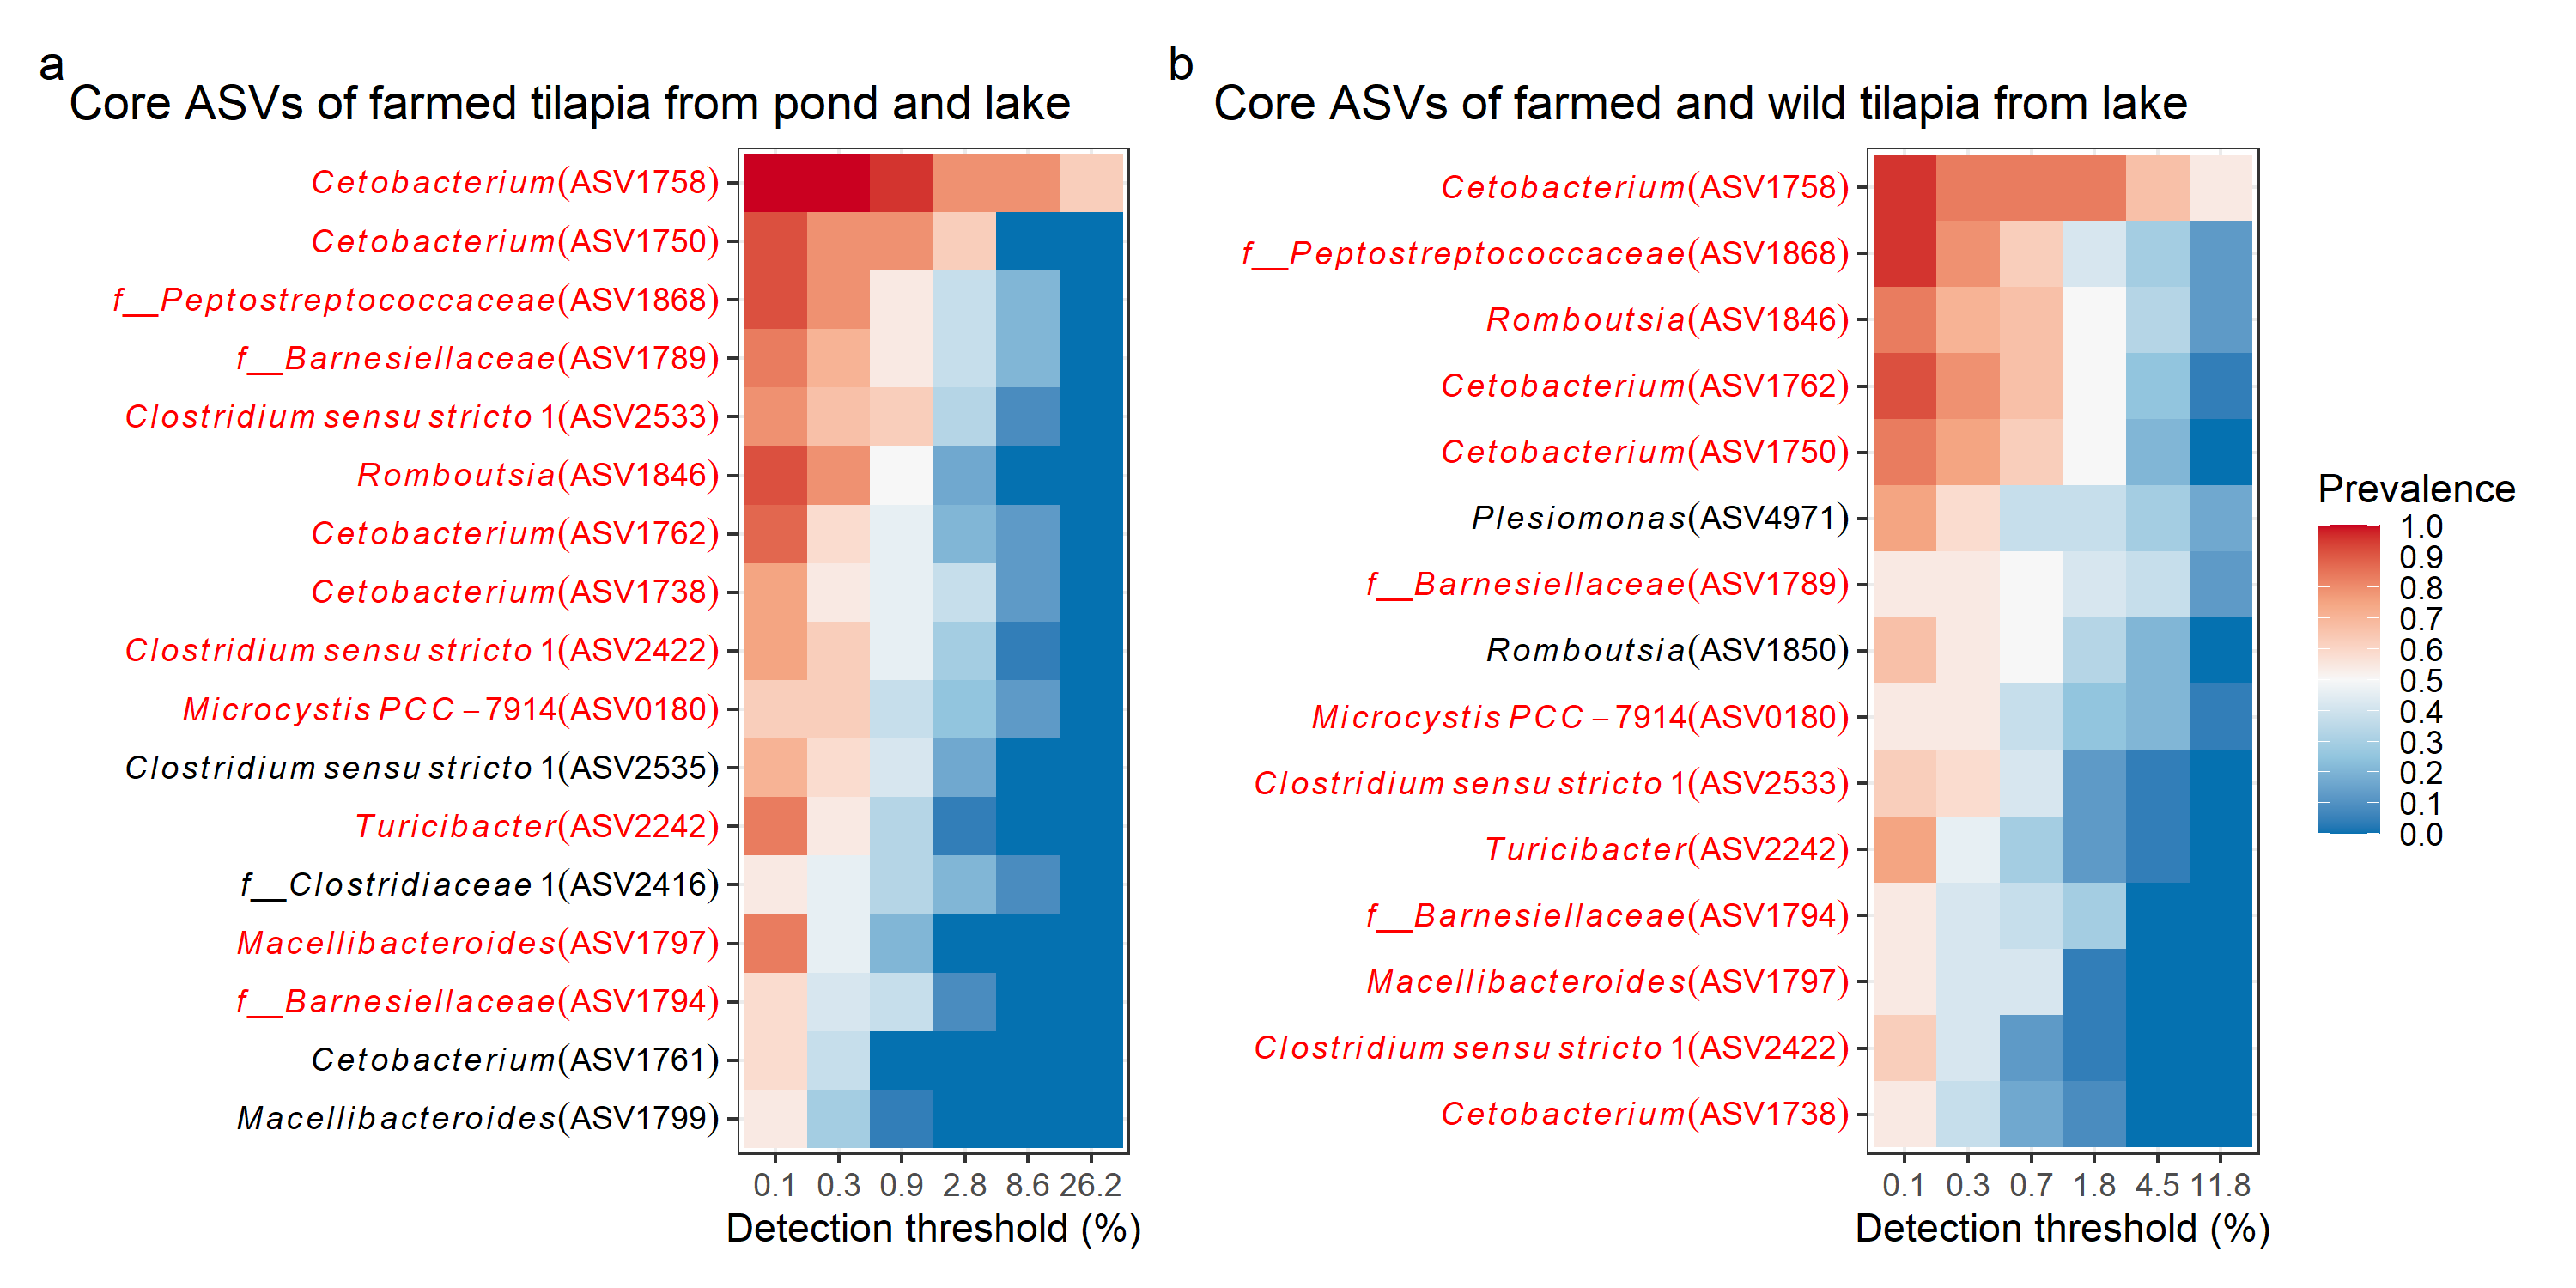 a
Core ASVs of farmed tilapia from pond and lake
Cetobacterium(ASV1758)
Cetobacterium(ASV1750)
f__Peptostreptococcaceae(ASV1868)
f__Barnesiellaceae(ASV1789)
Clostridium sensu stricto 1(ASV2533)
Romboutsia(ASV1846)
Cetobacterium(ASV1762)
Cetobacterium(ASV1738)
Clostridium sensu stricto 1(ASV2422)
Microcystis PCC−7914(ASV0180)
Clostridium sensu stricto 1(ASV2535)
Turicibacter(ASV2242)
f__Clostridiaceae 1(ASV2416)
Macellibacteroides(ASV1797)
f__Barnesiellaceae(ASV1794)
Cetobacterium(ASV1761)
Macellibacteroides(ASV1799)
0.1 0.3 0.9 2.8 8.6 26.2
Detection threshold (%)
b
Core ASVs of farmed and wild tilapia from lake
Cetobacterium(ASV1758)
f__Peptostreptococcaceae(ASV1868)
Romboutsia(ASV1846)
Cetobacterium(ASV1762)
Cetobacterium(ASV1750)
Plesiomonas(ASV4971)
f__Barnesiellaceae(ASV1789)
Romboutsia(ASV1850)
Microcystis PCC−7914(ASV0180)
Clostridium sensu stricto 1(ASV2533)
Turicibacter(ASV2242)
f__Barnesiellaceae(ASV1794)
Macellibacteroides(ASV1797)
Clostridium sensu stricto 1(ASV2422)
Cetobacterium(ASV1738)
0.1 0.3 0.7 1.8 4.5 11.8
Detection threshold (%)
Prevalence
1.0
0.9
0.8
0.7
0.6
0.5
0.4
0.3
0.2
0.1
0.0